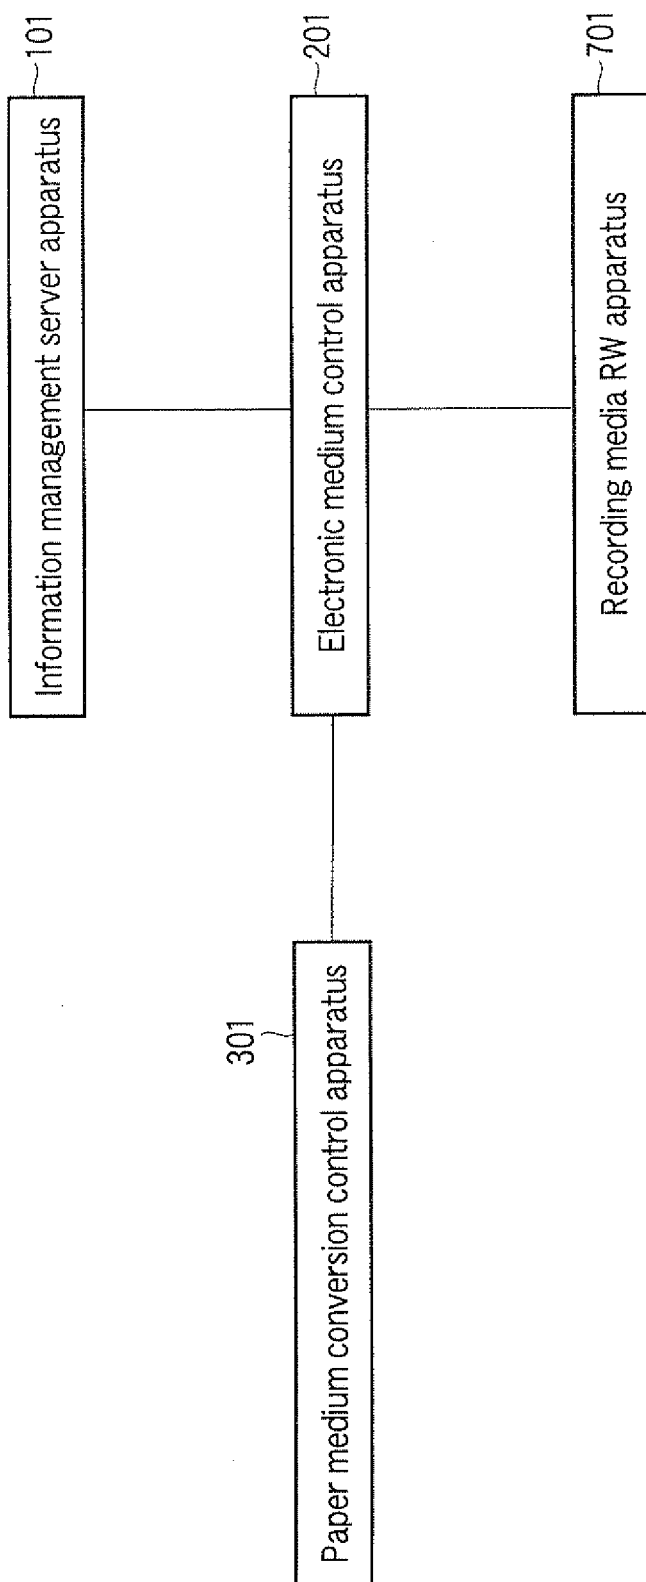 Information management server apparatus
101
Electronic medium control apparatus
201
Recording media RW apparatus
701
Paper medium conversion control apparatus
301